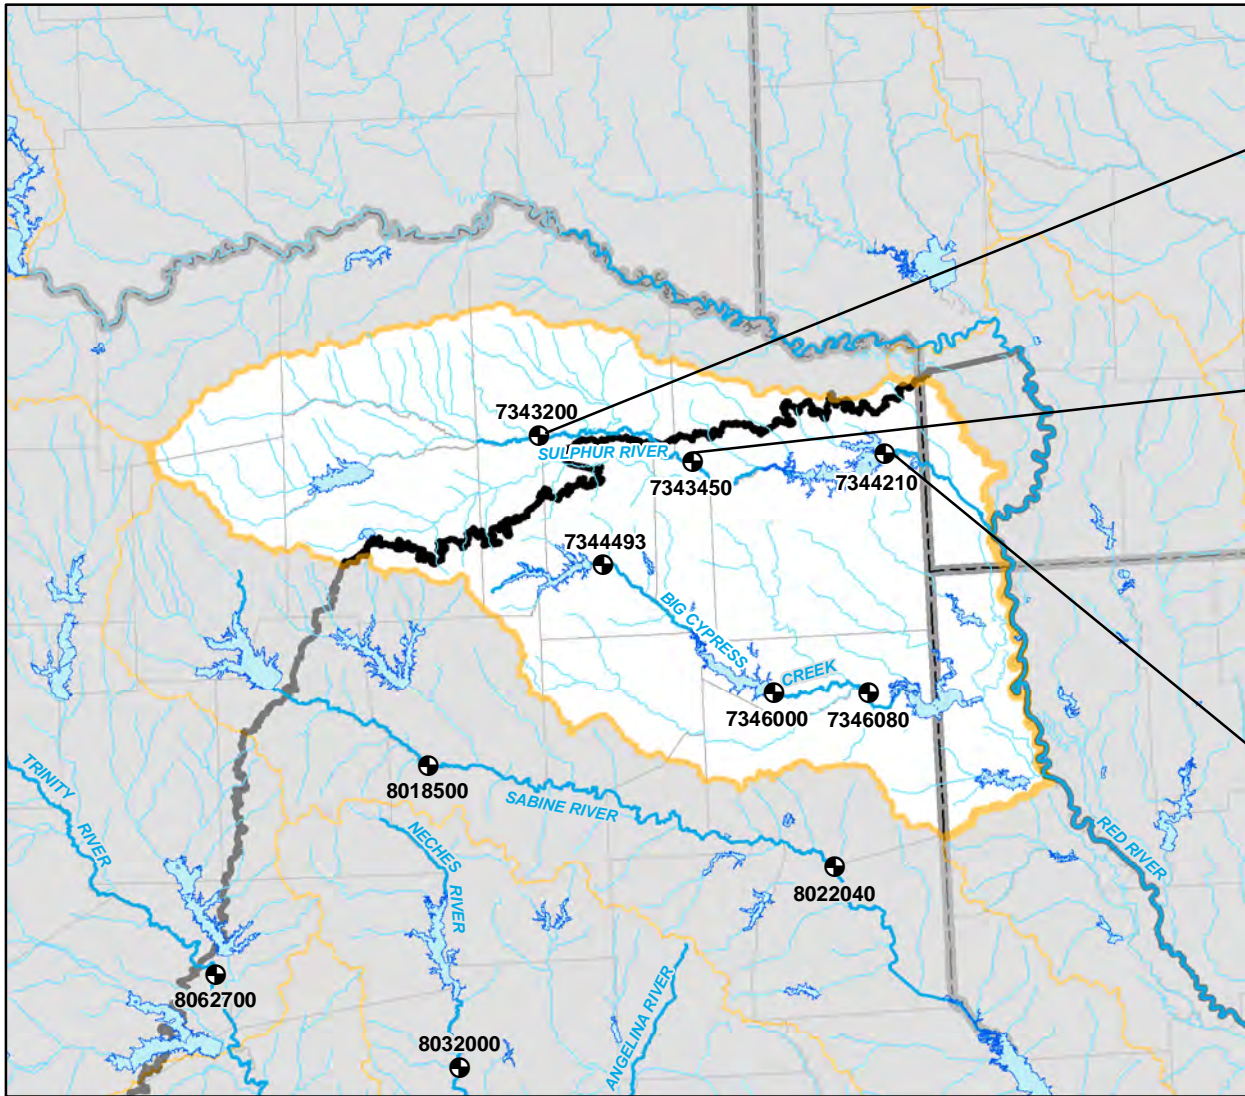 7343200
SULPHUR RIVER
7343450
7344210
7344493
BIG CYPRESS
CREEK
7346000
7346080
8018500
SABINE RIVER
TRINITY
RIVER
NECHES
RIVER
RED RIVER
8022040
8062700
ANGELINA RIVER
8032000